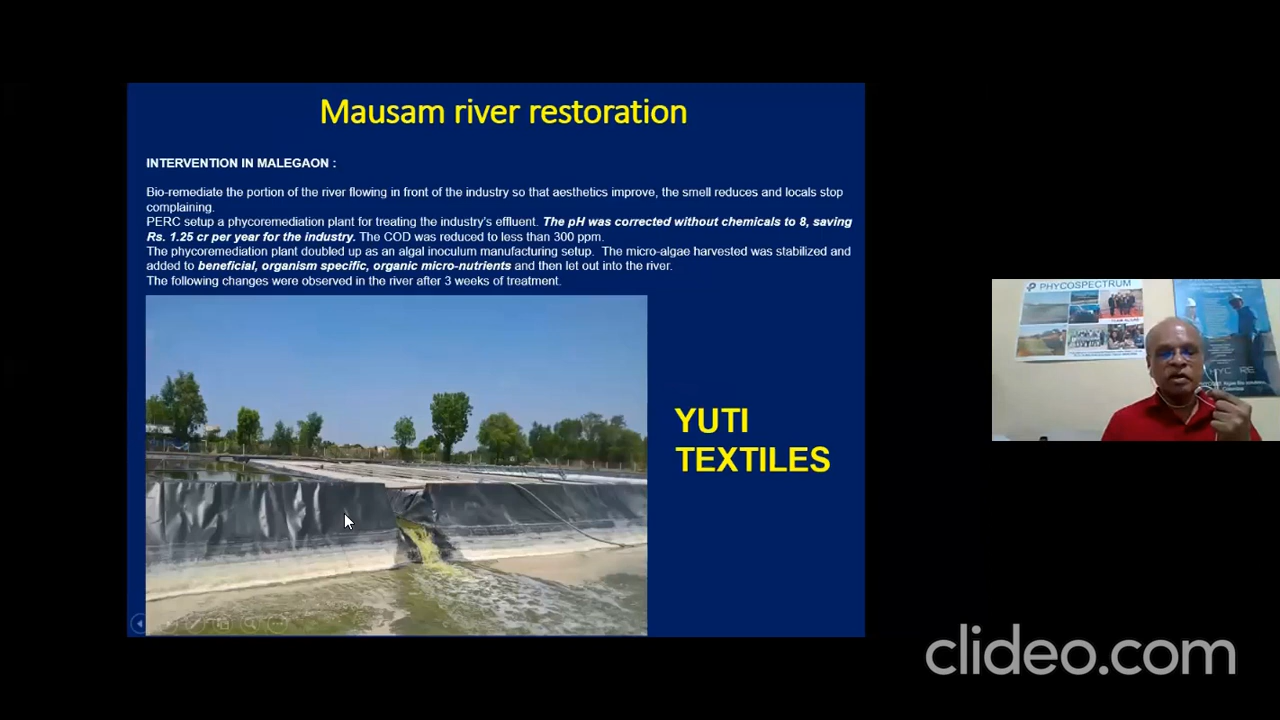 Mausam river restoration
INTERVENTION IN MALEGAON :
Bio-remediate the portion of the river flowing in front of the industry so that aesthetics improve, the smell reduces and locals stop
complaining.
PERC setup a phycoremediation plant for treating the industry's effluent. The pH was corrected without chemicals to 8, saving
Rs. 1.25 cr per year for the industry. The COD was reduced to less than 300 ppm.
The phycoremediation plant doubled up as an algal inoculum manufacturing setup. The micro-algae harvested was stabilized and
added to beneficial, organism specific, organic micro-nutrients and then let out into the river.
The following changes were observed in the river after 3 weeks of treatment.
YUTI
TEXTILES
PHYCOSPECTRUM
clideo.com